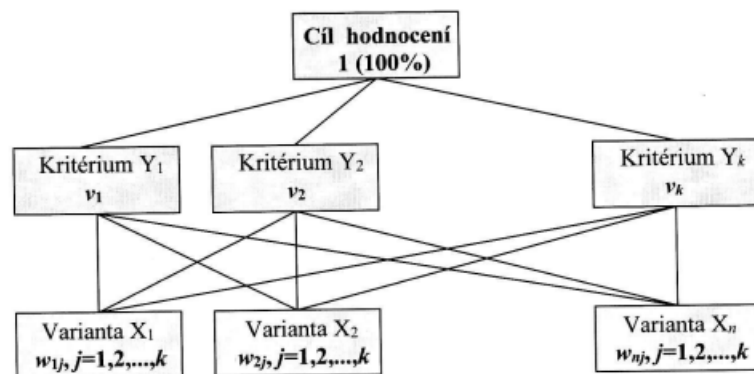 Cíl hodnocení
1 (100%)
Kritérium Y₁
v₁
Kritérium Y₂
v₂
Kritérium Yₖ
vₖ
Varianta X₁
w₁ⱼ, j=1,2,...,k
Varianta X₂
w₂ⱼ, j=1,2,...,k
Varianta Xₙ
wₙⱼ, j=1,2,...,k